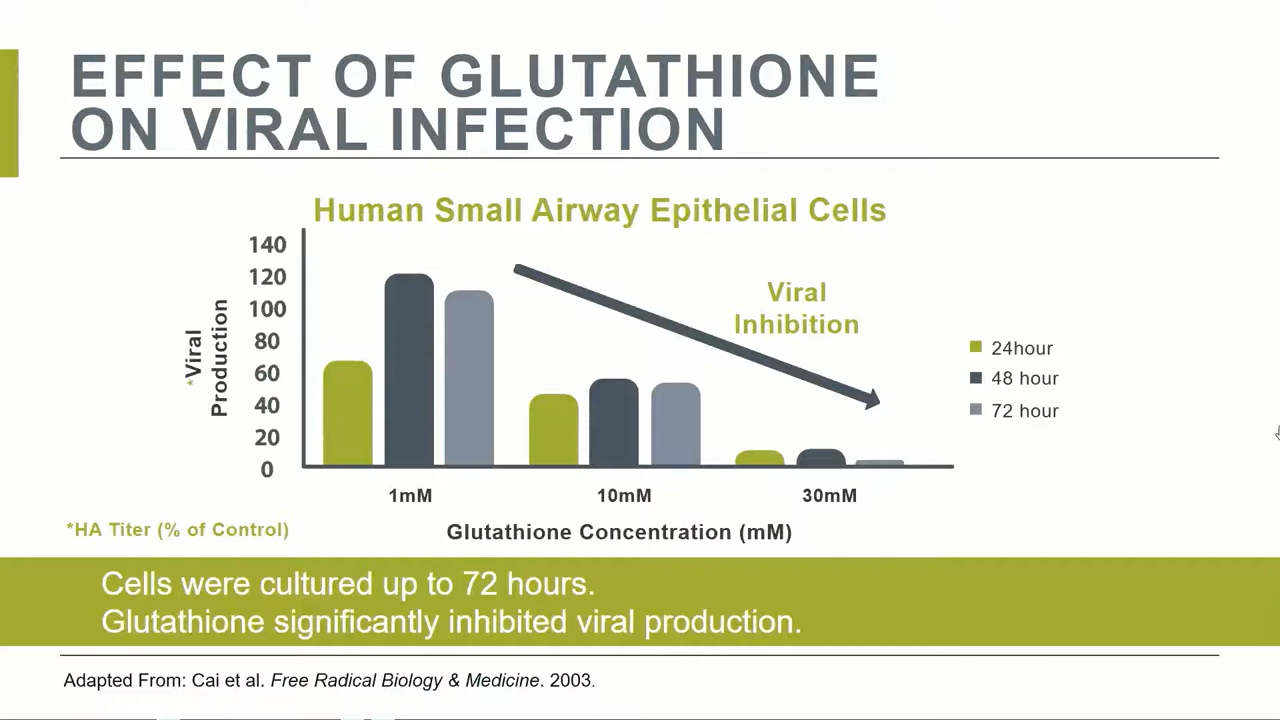 EFFECT OF GLUTATHIONE
ON VIRAL INFECTION
Human Small Airway Epithelial Cells
140
120
100
80
60
40
20
0
*Viral
Production
Viral
Inhibition
24hour
48 hour
72 hour
1mM
10mM
30mM
*HA Titer (% of Control)
Glutathione Concentration (mM)
Cells were cultured up to 72 hours.
Glutathione significantly inhibited viral production.
Adapted From: Cai et al. Free Radical Biology & Medicine. 2003.